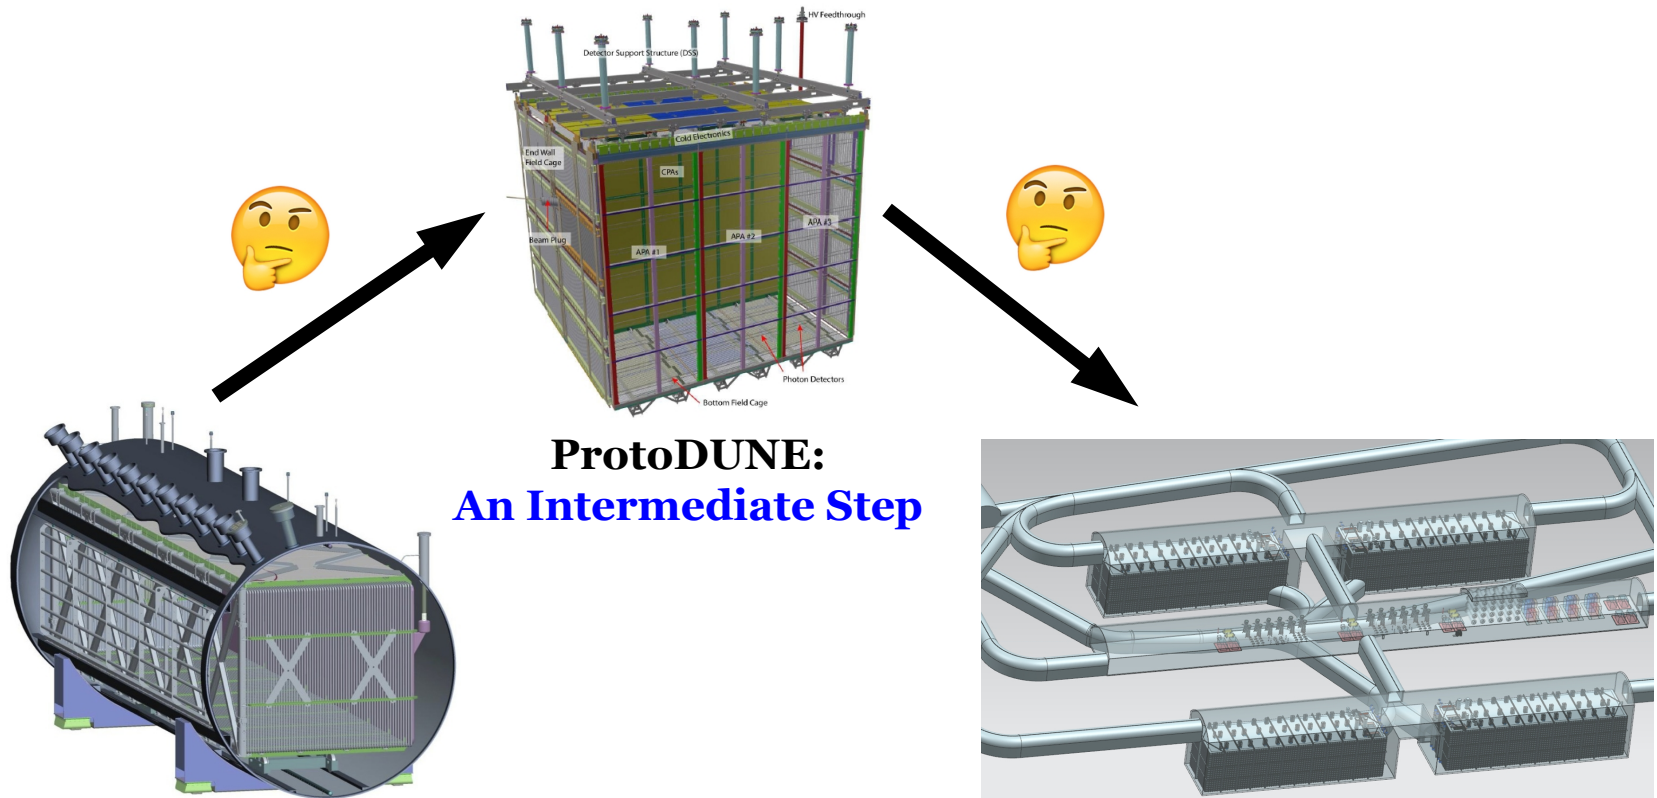 HV Feedthrough
Detector Support Structure (DSS)
Cold Electronics
End Wall
Field Cage
CPAs
APA #3
APA #2
APA #1
Beam Plug
Photon Detectors
Bottom Field Cage
ProtoDUNE:
An Intermediate Step